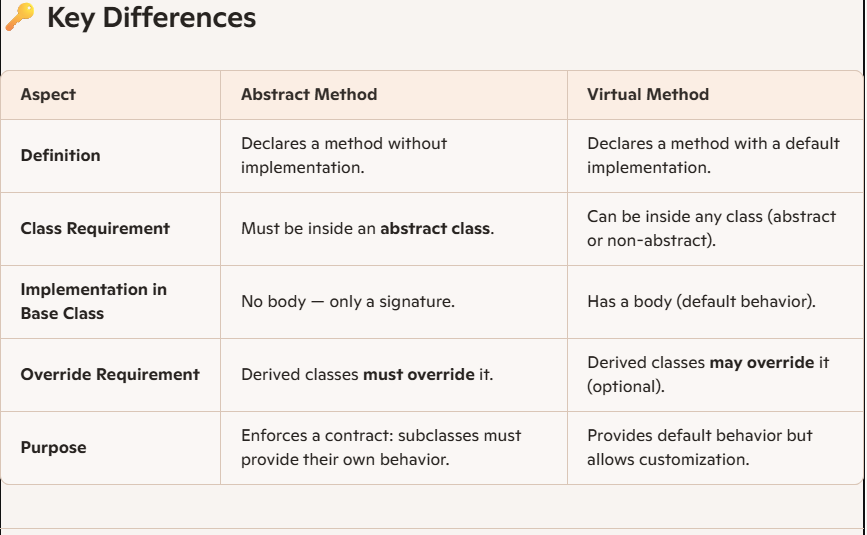 🔑 Key Differences
Aspect
Abstract Method
Virtual Method
Definition
Declares a method without
implementation.
Declares a method with a default
implementation.
Class Requirement
Must be inside an abstract class.
Can be inside any class (abstract
or non-abstract).
Implementation in
Base Class
No body — only a signature.
Has a body (default behavior).
Override Requirement
Derived classes must override it.
Derived classes may override it
(optional).
Purpose
Enforces a contract: subclasses must
provide their own behavior.
Provides default behavior but
allows customization.